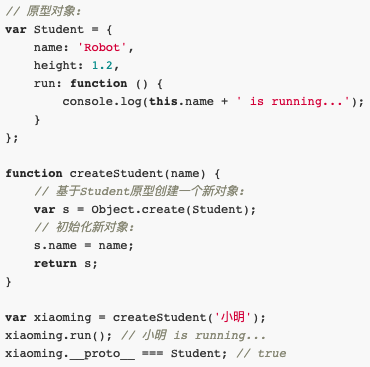 // 原型对象:
var Student = {
    name: 'Robot',
    height: 1.2,
    run: function () {
        console.log(this.name + ' is running...');
    }
};

function createStudent(name) {
    // 基于Student原型创建一个新对象:
    var s = Object.create(Student);
    // 初始化新对象:
    s.name = name;
    return s;
}

var xiaoming = createStudent('小明');
xiaoming.run(); // 小明 is running...
xiaoming.__proto__ === Student; // true